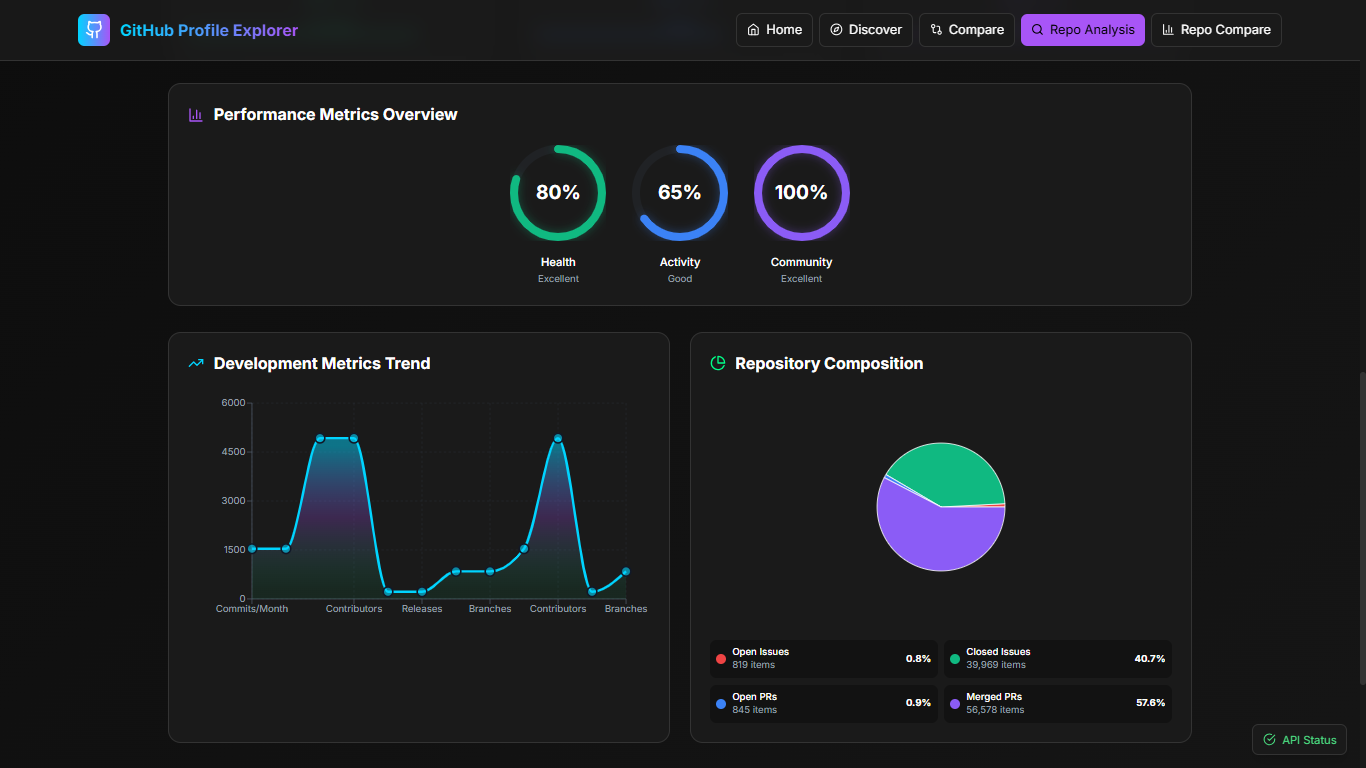 GitHub Profile Explorer
Home
Discover
Compare
Repo Analysis
Repo Compare
Performance Metrics Overview
80%
65%
100%
Health
Activity
Community
Excellent
Good
Excellent
Development Metrics Trend
6000
4500
3000
1500
0
Commits/Month
Contributors
Releases
Branches
Contributors
Branches
Repository Composition
Open Issues
819 items
0.8%
Closed Issues
39,969 items
40.7%
Open PRs
845 items
0.9%
Merged PRs
56,578 items
57.6%
API Status